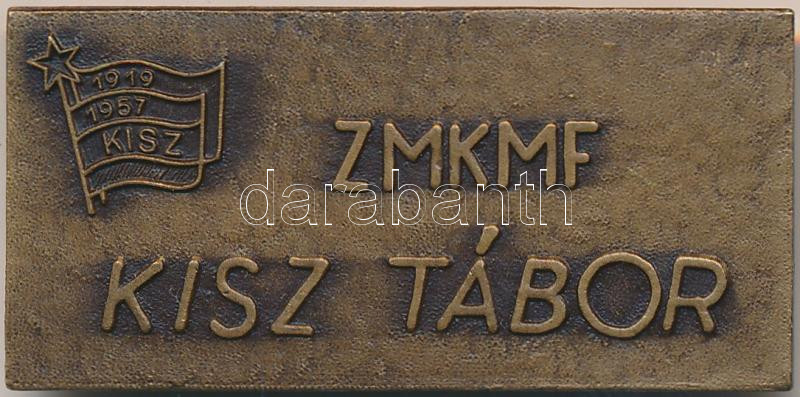 1919
1957
KISZ
ZMKMF
darabanth
KISZ TÁBOR